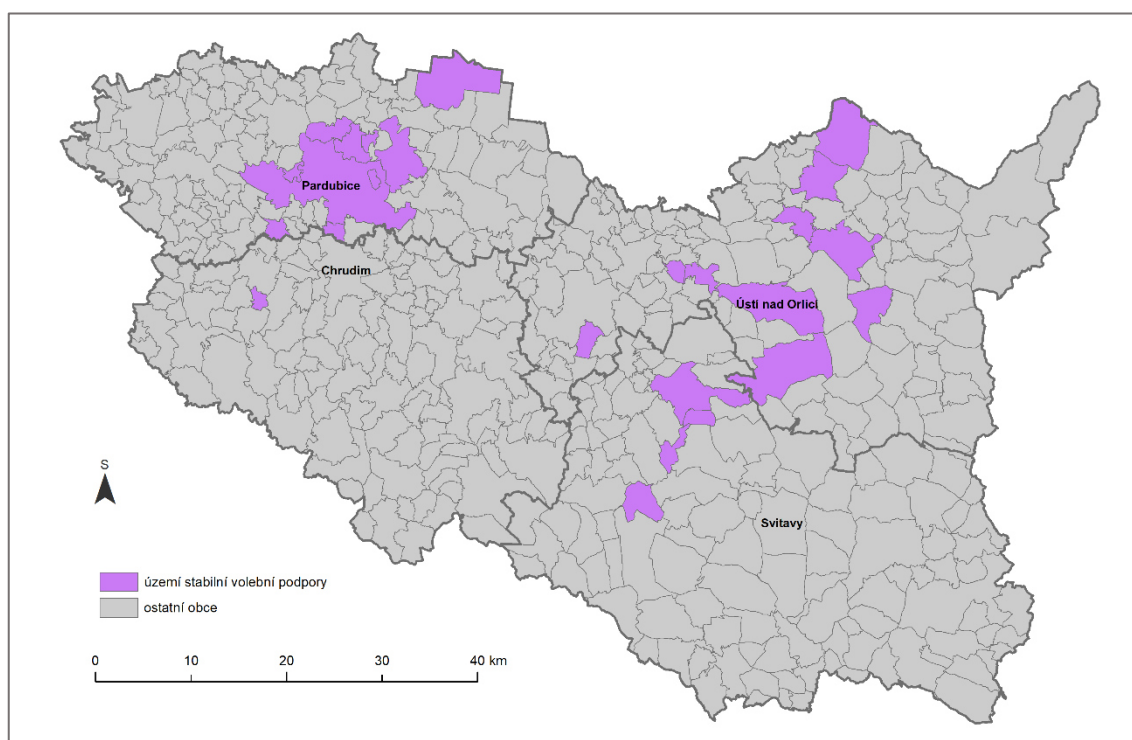 Pardubice
Chrudim
Ústí nad Orlicí
Svitavy
S
území stabilní volební podpory
ostatní obce
0 10 20 30 40 km